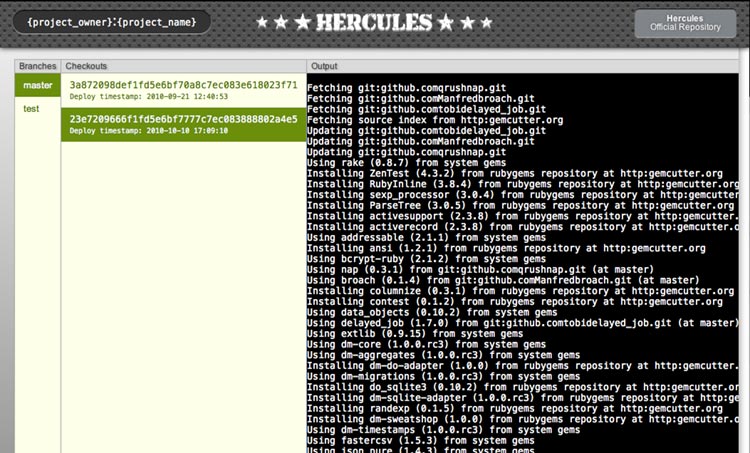 {project_owner}:{project_name}
HERCULES
Hercules
Official Repository
Branches
Checkouts
Output
master
test
3a872098def1fd5e6bf70a8c7ec083e618023f71
Deploy timestamp: 2010-09-21 12:40:53
23e7209666f1fd5e6bf7777c7ec083888802a4e5
Deploy timestamp: 2010-10-10 17:09:10
Fetching git:github.comqrushnap.git
Fetching git:github.comManfredbroach.git
Fetching git:github.comtobidelayed_job.git
Fetching source index from http:gemcutter.org
Updating git:github.comtobidelayed_job.git
Updating git:github.comManfredbroach.git
Updating git:github.comqrushnap.git
Using rake (0.8.7) from system gems
Installing ZenTest (4.3.2) from rubygems repository at http:gemcutter.org
Installing RubyInline (3.8.4) from rubygems repository at http:gemcutter.org
Installing sexp_processor (3.0.4) from rubygems repository at http:gemcutter.
Installing ParseTree (3.0.5) from rubygems repository at http:gemcutter.org
Installing activesupport (2.3.8) from rubygems repository at http:gemcutter.o
Installing activerecord (2.3.8) from rubygems repository at http:gemcutter.or
Using addressable (2.1.1) from system gems
Installing ansi (1.2.1) from rubygems repository at http:gemcutter.org
Using bcrypt-ruby (2.1.2) from system gems
Using nap (0.3.1) from git:github.comqrushnap.git (at master)
Using broach (0.1.4) from git:github.comManfredbroach.git (at master)
Installing columnize (0.3.1) from rubygems repository at http:gemcutter.org
Installing contest (0.1.2) from rubygems repository at http:gemcutter.org
Using data_objects (0.10.2) from system gems
Using delayed_job (1.7.0) from git:github.comtobidelayed_job.git (at master)
Using extlib (0.9.15) from system gems
Using dm-core (1.0.0.rc3) from system gems
Using dm-aggregates (1.0.0.rc3) from system gems
Installing dm-do-adapter (1.0.0) from rubygems repository at http:gemcutter.o
Using dm-migrations (1.0.0.rc3) from system gems
Installing do_sqlite3 (0.10.2) from rubygems repository at http:gemcutter.org
Installing dm-sqlite-adapter (1.0.0) from rubygems repository at http:gemcutt
Installing randexp (0.1.5) from rubygems repository at http:gemcutter.org
Installing dm-sweatshop (1.0.0) from rubygems repository at http:gemcutter.or
Using dm-timestamps (1.0.0.rc3) from system gems
Using fastercsv (1.5.3) from system gems
Using json_pure (1.4.3) from system gems